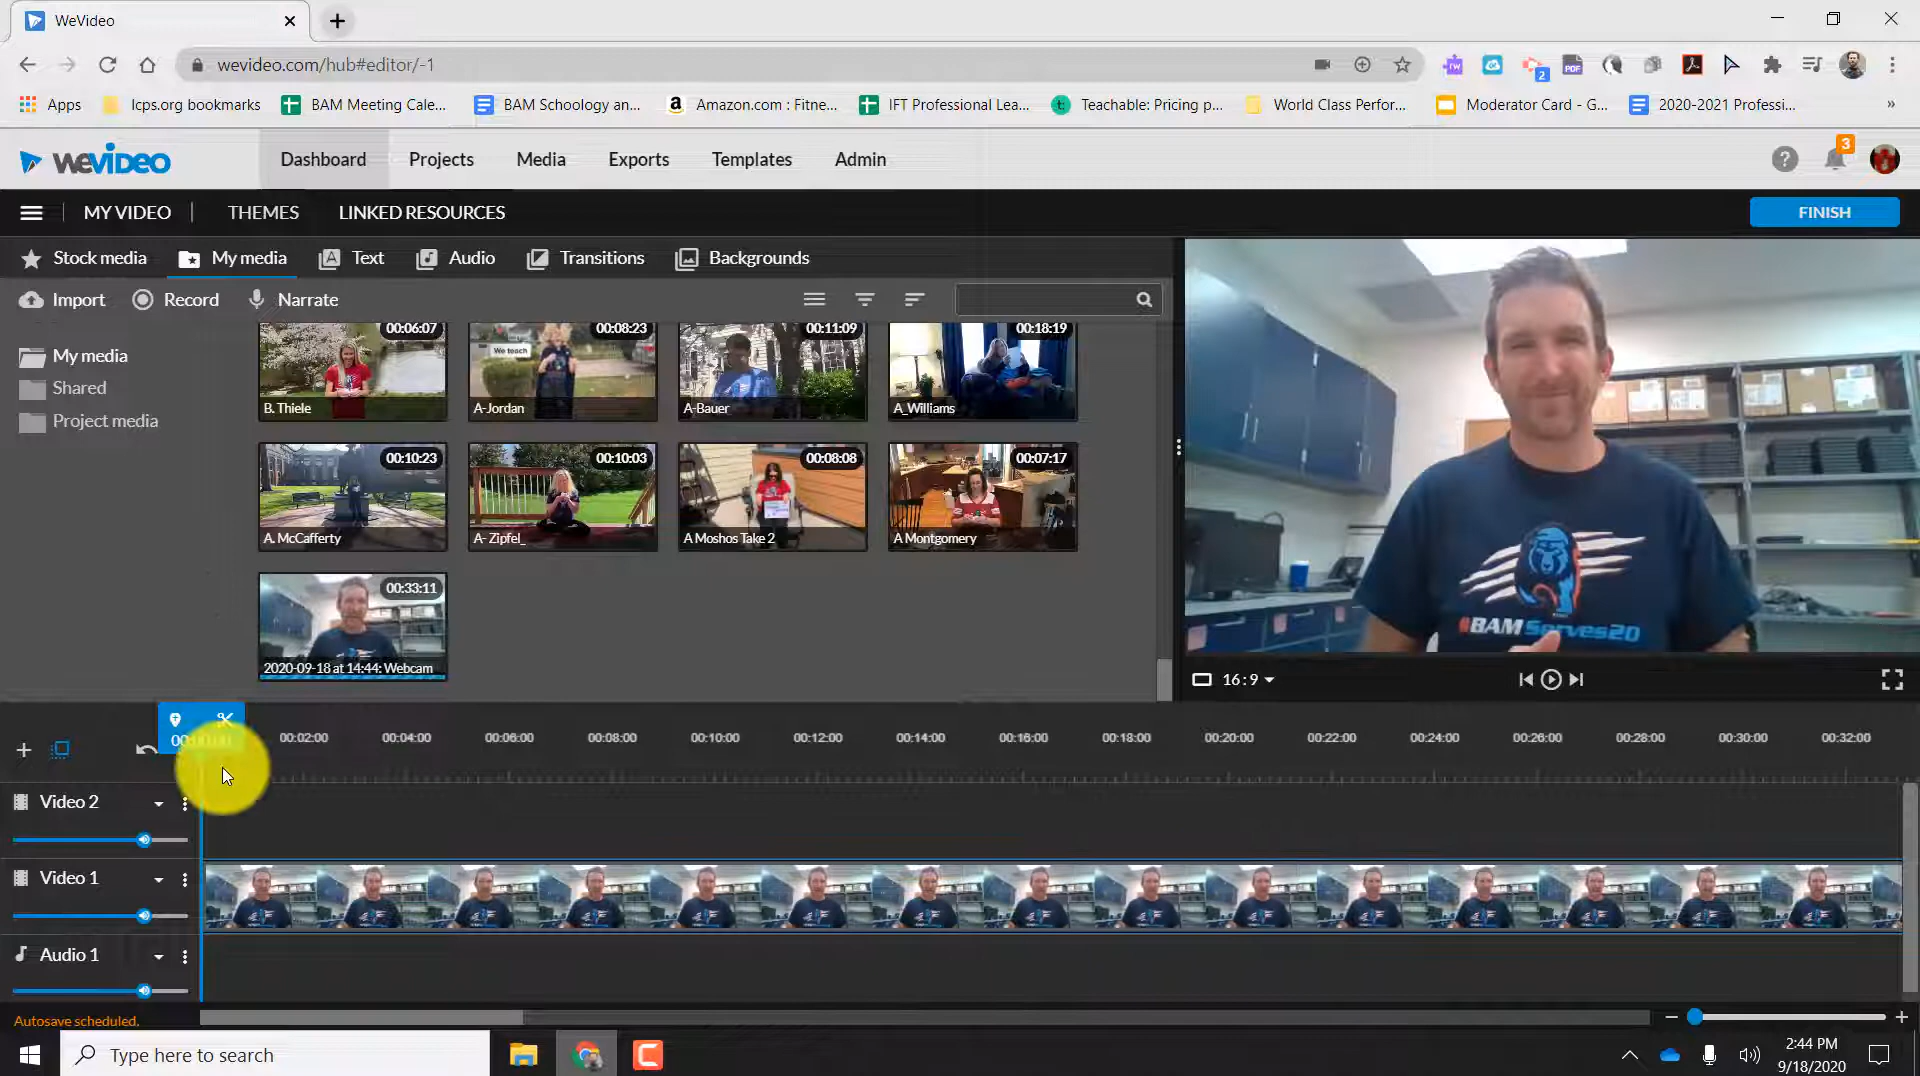 WeVideo
wevideo.com/hub#editor/-1
2
Apps
lcps.org bookmarks
BAM Meeting Cale...
BAM Schoology an...
Amazon.com : Fitne...
IFT Professional Lea...
Teachable: Pricing p...
World Class Perfor...
Moderator Card - G...
2020-2021 Professi...
»
wevideo
Dashboard
Projects
Media
Exports
Templates
Admin
3
MY VIDEO
THEMES
LINKED RESOURCES
FINISH
Stock media
My media
Text
Audio
Transitions
Backgrounds
Import
Record
Narrate
My media
Shared
Project media
00:06:07
B. Thiele
00:08:23
We teach
A-Jordan
00:11:09
A-Bauer
00:18:19
A_Williams
00:10:23
A. McCafferty
00:10:03
A- Zipfel_
00:08:08
A Moshos Take 2
00:07:17
A Montgomery
00:33:11
2020-09-18 at 14:44: Webcam
#BAM Serves20
16:9
00:02:00
00:04:00
00:06:00
00:08:00
00:10:00
00:12:00
00:14:00
00:16:00
00:18:00
00:20:00
00:22:00
00:24:00
00:26:00
00:28:00
00:30:00
00:32:00
Video 2
Video 1
Audio 1
Autosave scheduled.
Type here to search
2:44 PM
9/18/2020